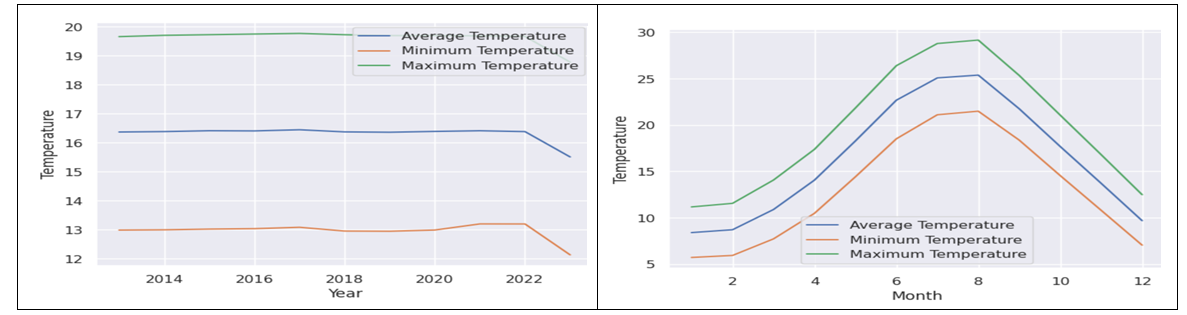 20
19
18
17
16
15
14
13
12
Temperature
Average Temperature
Minimum Temperature
Maximum Temperature
2014 2016 2018 2020 2022
Year
30
25
20
15
10
5
Temperature
Average Temperature
Minimum Temperature
Maximum Temperature
2 4 6 8 10 12
Month